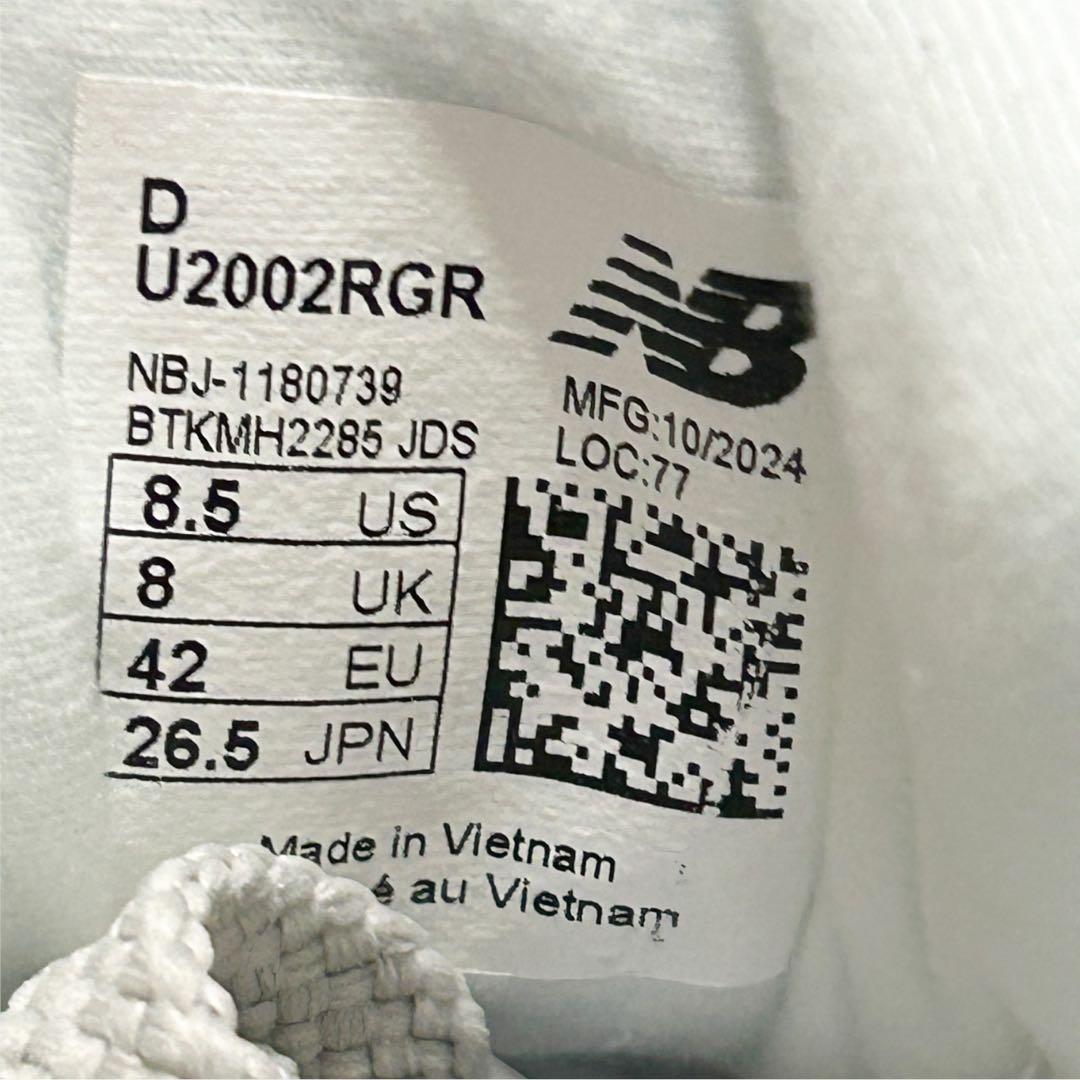 D
U2002RGR
NB
NBJ-1180739
BTKMH2285 JDS
MFG:10/2024
LOC:77
8.5 US
8 UK
42 EU
26.5 JPN
Made in Vietnam
au Vietnam